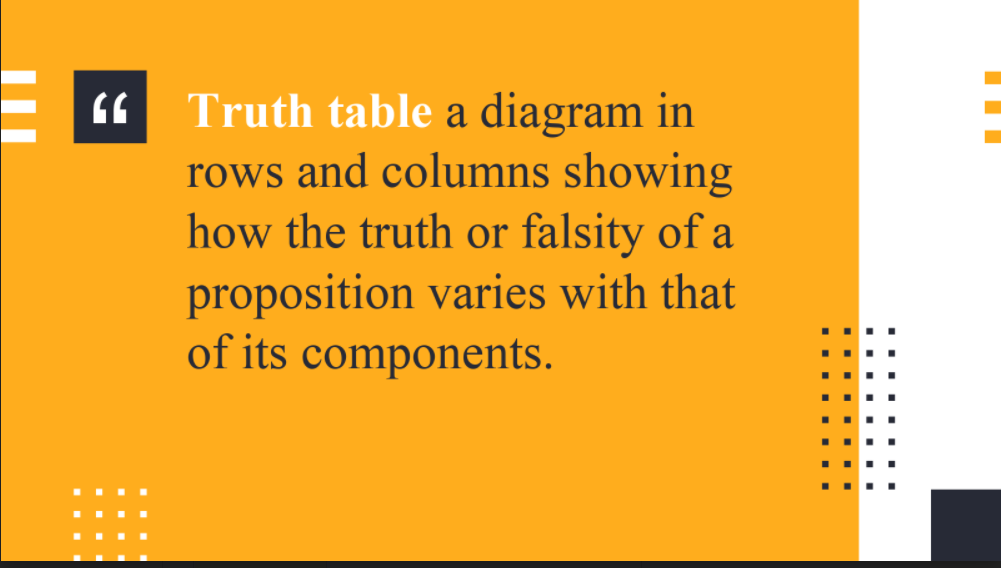 “
Truth table a diagram in
rows and columns showing
how the truth or falsity of a
proposition varies with that
of its components.